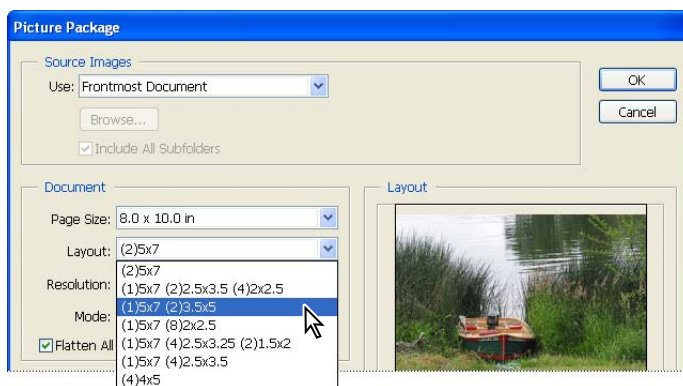 Picture Package
Source Images
Use: Frontmost Document
OK
Browse...
Cancel
Include All Subfolders
Document
Layout
Page Size: 8.0 x 10.0 in
Layout: (2)5x7
(2)5x7
Resolution: (1)5x7 (2)2.5x3.5 (4)2x2.5
(1)5x7 (2)3.5x5
Mode: (1)5x7 (8)2x2.5
Flatten All (1)5x7 (4)2.5x3.25 (2)1.5x2
(1)5x7 (4)2.5x3.5
(4)4x5